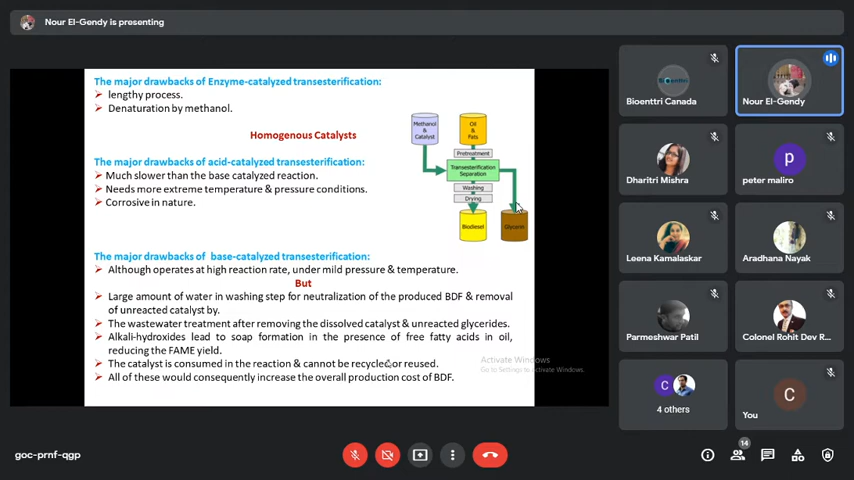 Nour El-Gendy is presenting
The major drawbacks of Enzyme-catalyzed transesterification:
➢ lengthy process.
➢ Denaturation by methanol.
Homogenous Catalysts
The major drawbacks of acid-catalyzed transesterification:
➢ Much slower than the base catalyzed reaction.
➢ Needs more extreme temperature & pressure conditions.
➢ Corrosive in nature.
Methanol
&
Catalyst
Oil
&
Fats
Pretreatment
Transesterification
Separation
Washing
Drying
Biodiesel
Glycerin
The major drawbacks of base-catalyzed transesterification:
➢ Although operates at high reaction rate, under mild pressure & temperature.
But
➢ Large amount of water in washing step for neutralization of the produced BDF & removal
of unreacted catalyst by.
➢ The wastewater treatment after removing the dissolved catalyst & unreacted glycerides.
➢ Alkali-hydroxides lead to soap formation in the presence of free fatty acids in oil,
reducing the FAME yield.
➢ The catalyst is consumed in the reaction & cannot be recycled or reused.
➢ All of these would consequently increase the overall production cost of BDF.
Activate Windows
Go to Settings to Activate Windows.
Bioenttri
Bioenttri Canada
Nour El-Gendy
Dharitri Mishra
p
peter maliro
Leena Kamalaskar
Aradhana Nayak
Parmeshwar Patil
Colonel Rohit Dev R...
C
4 others
C
You
goc-prnf-qgp
14